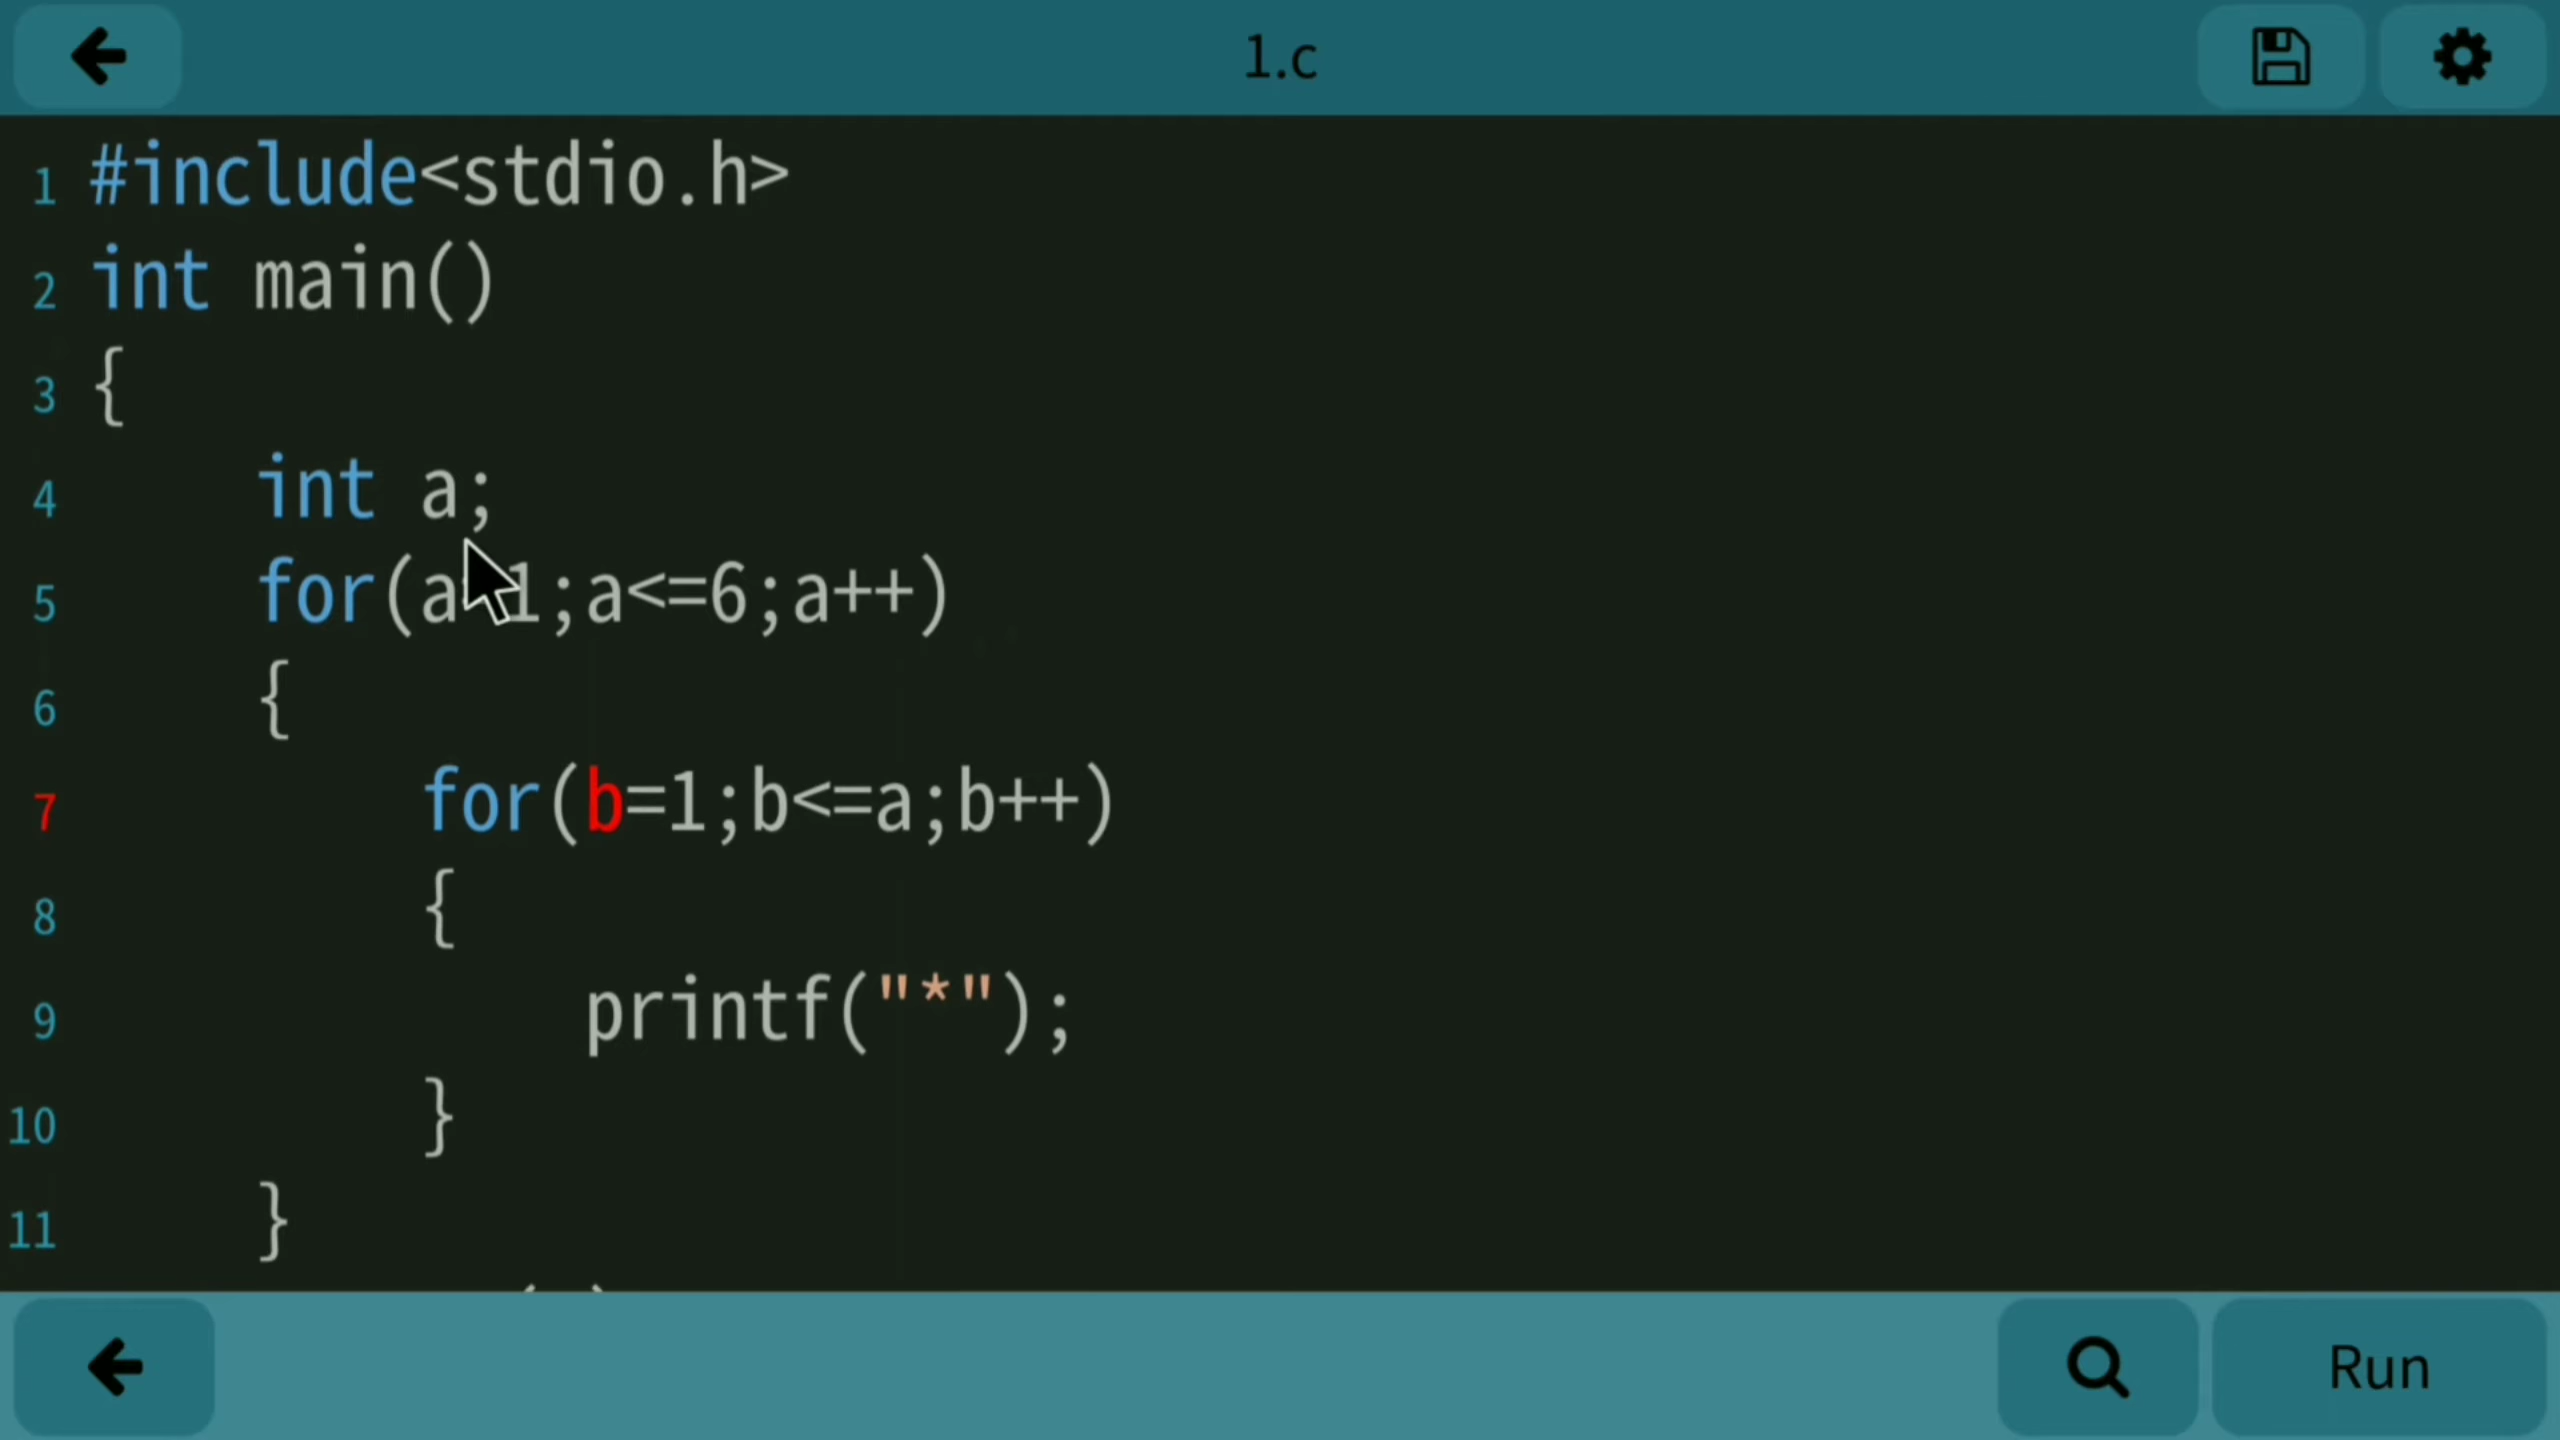 1.c
1 #include<stdio.h>
2 int main()
3 {
4 int a;
5 for(a=1;a<=6;a++)
6 {
7 for(b=1;b<=a;b++)
8 {
9 printf("*");
10 }
11 }
Run